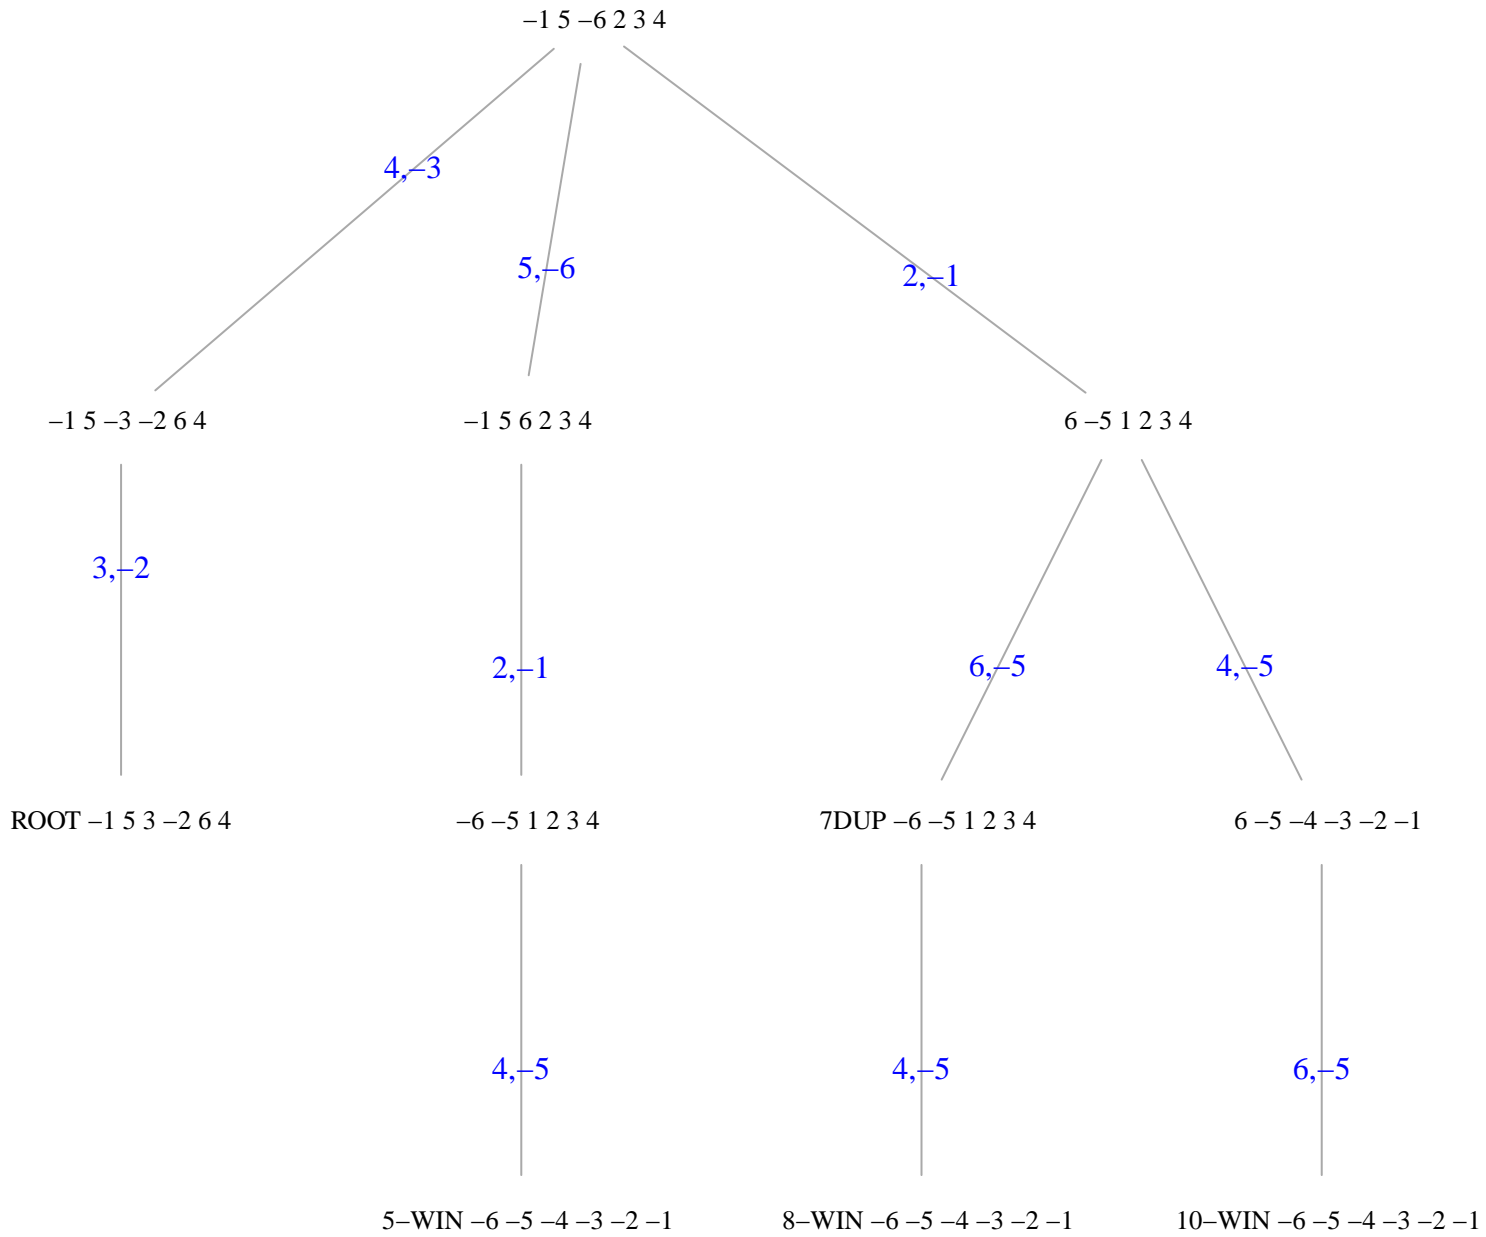 –1 5 –6 2 3 4
4,–3
5,–6
2,–1
–1 5 –3 –2 6 4
–1 5 6 2 3 4
6 –5 1 2 3 4
3,–2
2,–1
6,–5
4,–5
ROOT –1 5 3 –2 6 4
–6 –5 1 2 3 4
7DUP –6 –5 1 2 3 4
6 –5 –4 –3 –2 –1
4,–5
4,–5
6,–5
5–WIN –6 –5 –4 –3 –2 –1
8–WIN –6 –5 –4 –3 –2 –1
10–WIN –6 –5 –4 –3 –2 –1